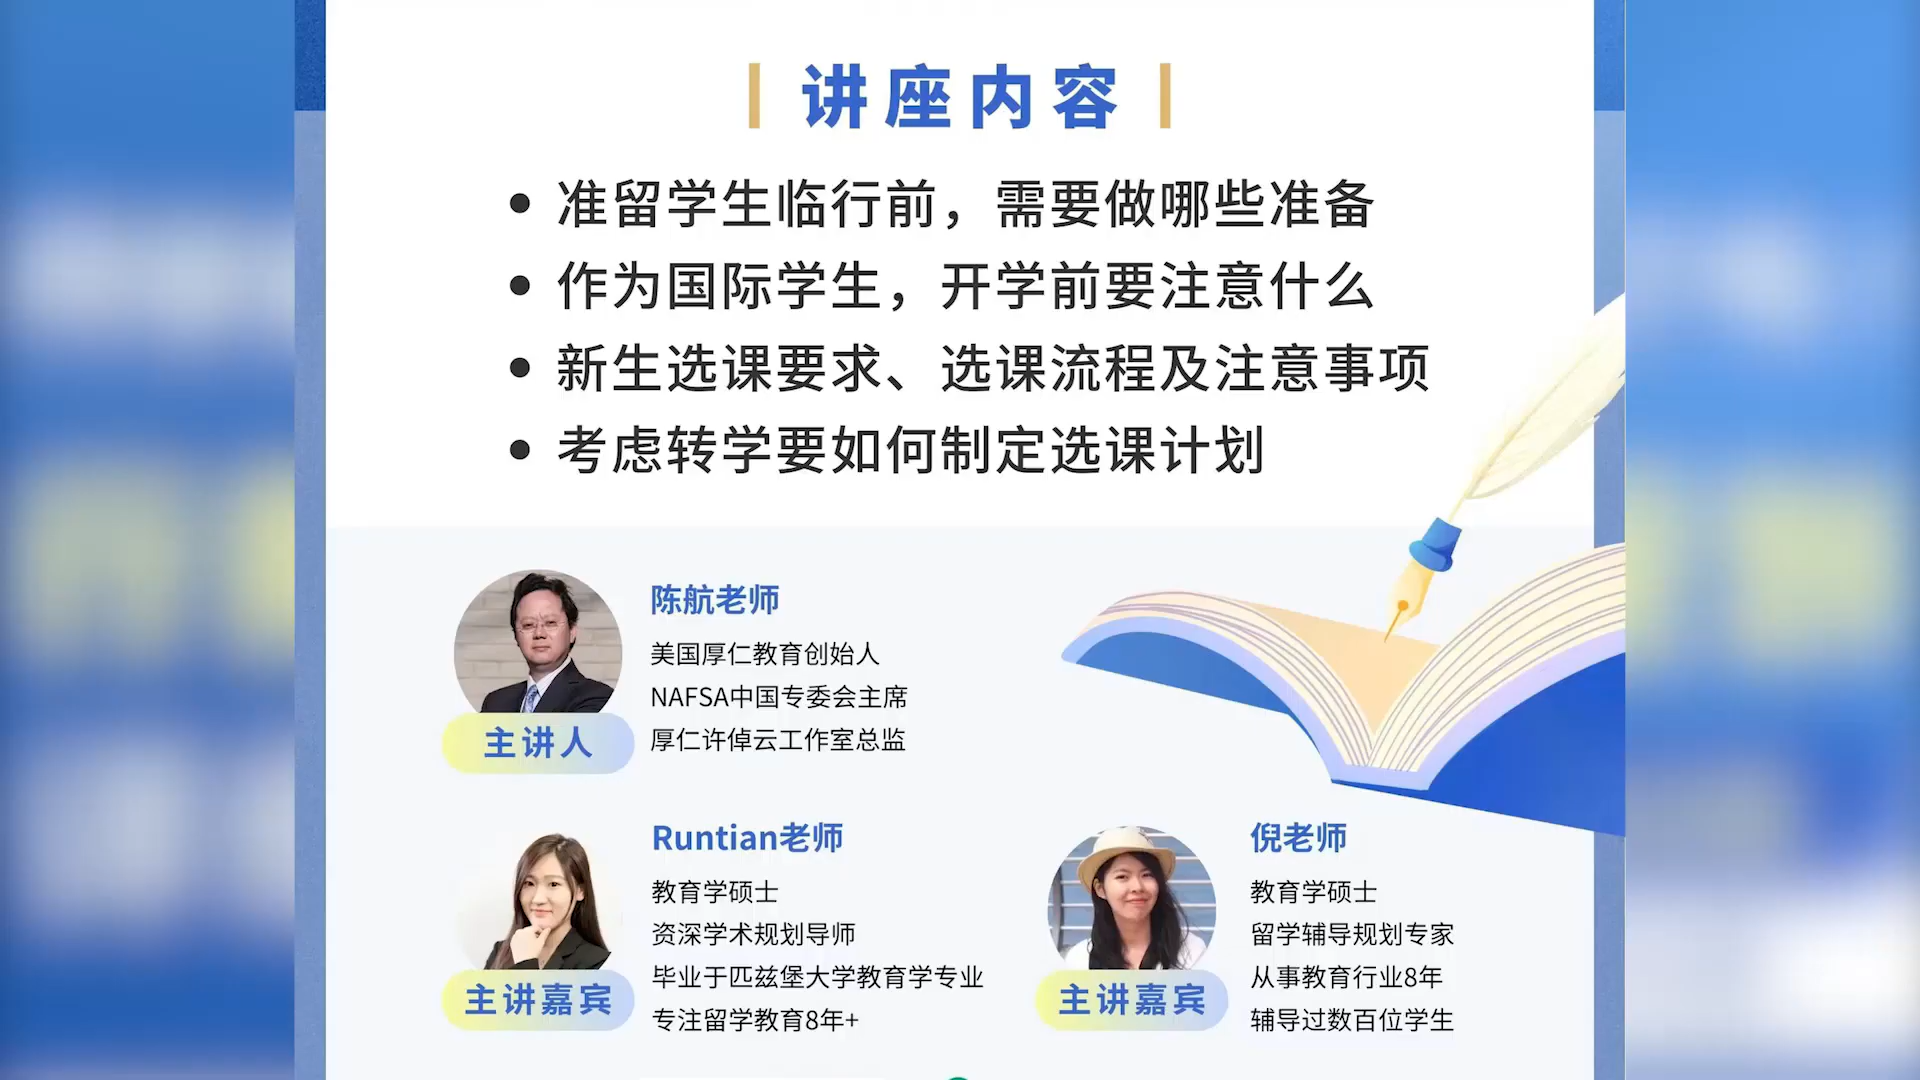 讲座内容
准留学生临行前，需要做哪些准备
作为国际学生，开学前要注意什么
新生选课要求、选课流程及注意事项
考虑转学要如何制定选课计划
陈航老师
美国厚仁教育创始人
NAFSA中国专委会主席
厚仁许倬云工作室总监
主讲人
Runtian老师
教育学硕士
资深学术规划导师
毕业于匹兹堡大学教育学专业
专注留学教育8年+
主讲嘉宾
倪老师
教育学硕士
留学辅导规划专家
从事教育行业8年
辅导过数百位学生
主讲嘉宾